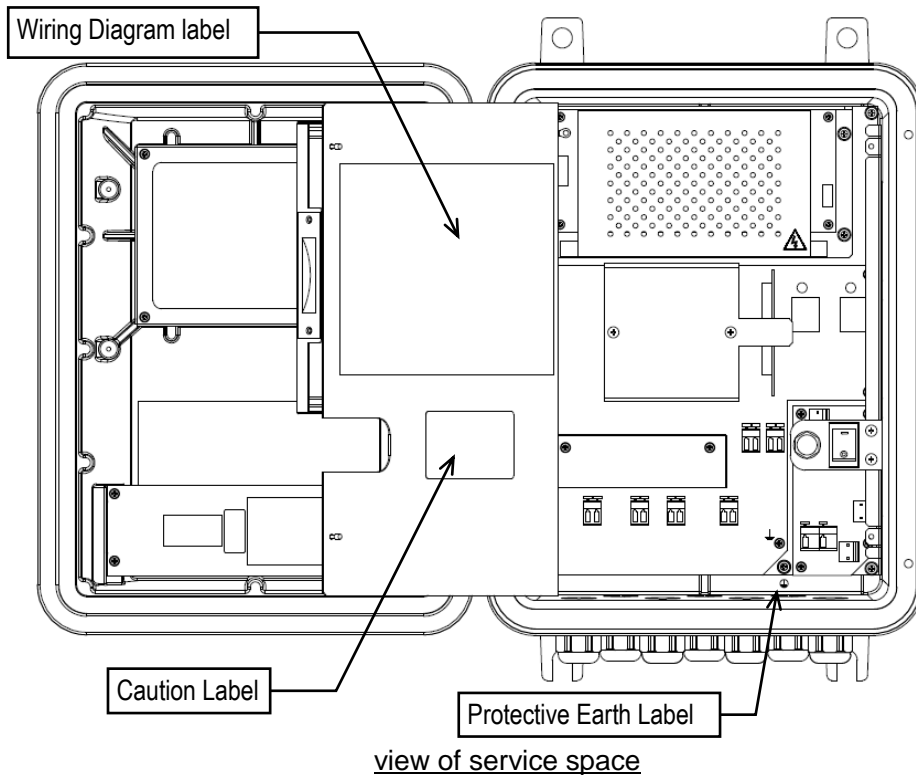 Wiring Diagram label
Caution Label
Protective Earth Label
view of service space